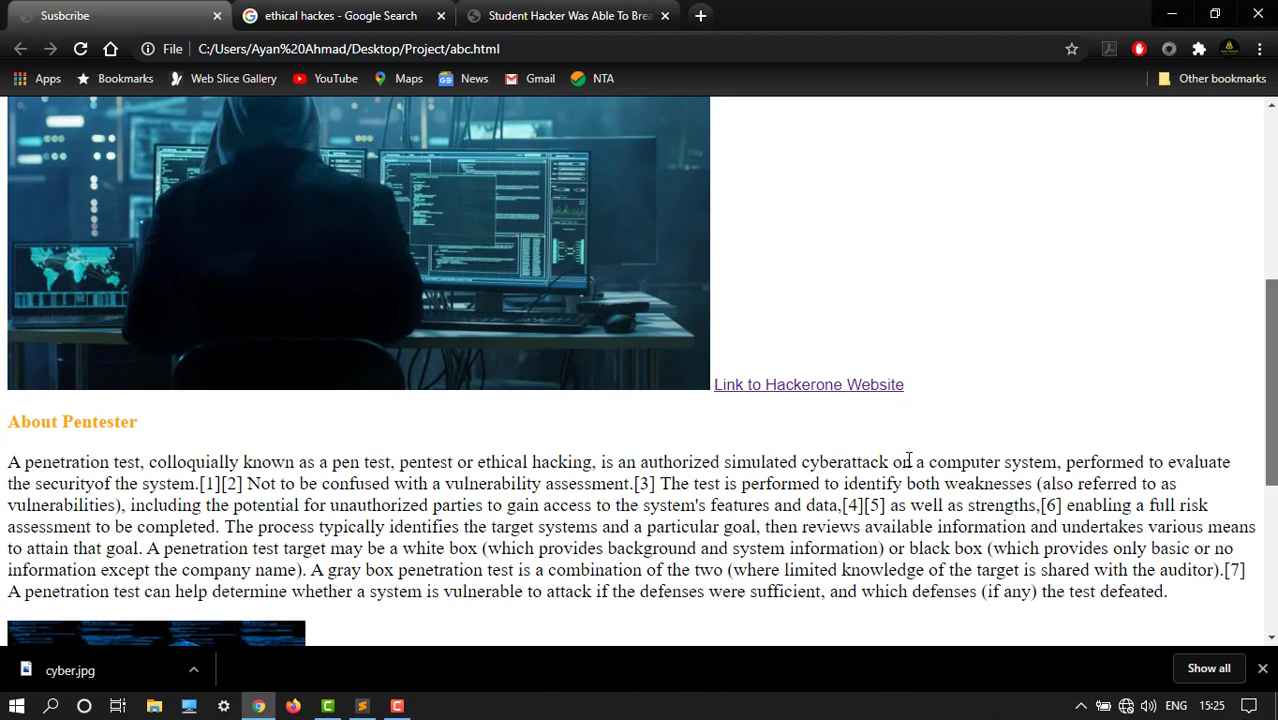 Susbcribe
ethical hackes - Google Search
Student Hacker Was Able To Brea
File
C:/Users/Ayan%20Ahmad/Desktop/Project/abc.html
Apps
Bookmarks
Web Slice Gallery
YouTube
Maps
News
Gmail
NTA
Other bookmarks
Link to Hackerone Website
About Pentester
A penetration test, colloquially known as a pen test, pentest or ethical hacking, is an authorized simulated cyberattack on a computer system, performed to evaluate
the securityof the system.[1][2] Not to be confused with a vulnerability assessment.[3] The test is performed to identify both weaknesses (also referred to as
vulnerabilities), including the potential for unauthorized parties to gain access to the system's features and data,[4][5] as well as strengths,[6] enabling a full risk
assessment to be completed. The process typically identifies the target systems and a particular goal, then reviews available information and undertakes various means
to attain that goal. A penetration test target may be a white box (which provides background and system information) or black box (which provides only basic or no
information except the company name). A gray box penetration test is a combination of the two (where limited knowledge of the target is shared with the auditor).[7]
A penetration test can help determine whether a system is vulnerable to attack if the defenses were sufficient, and which defenses (if any) the test defeated.
cyber.jpg
Show all
ENG
15:25